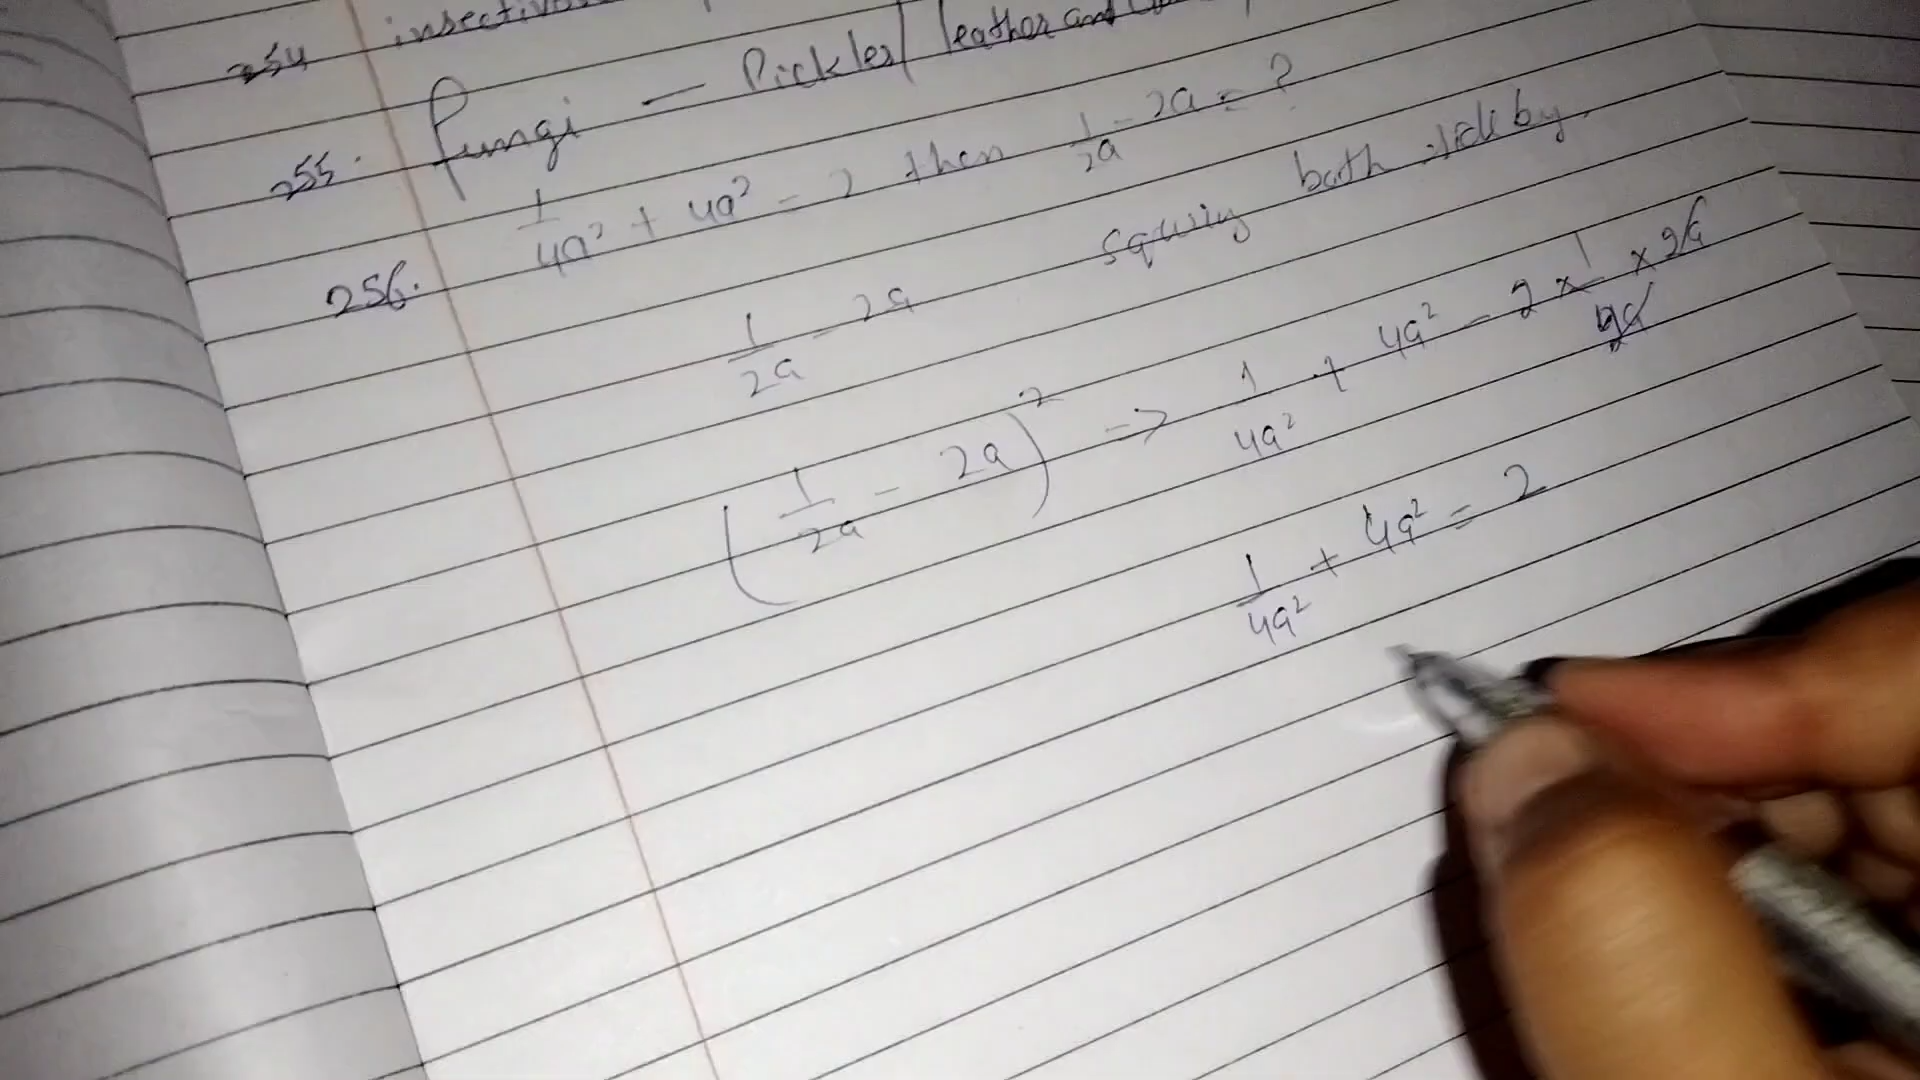 254 insectivo
255. fungi — Pickles/ leather and
256. 1/4a² + 4a² = 2 then 1/2a - 2a = ?
1/2a - 2a squring both side by.
(1/2a - 2a)² => 1/4a² + 4a² - 2 x 1/2a x 2a
1/4a² + 4a² = 2